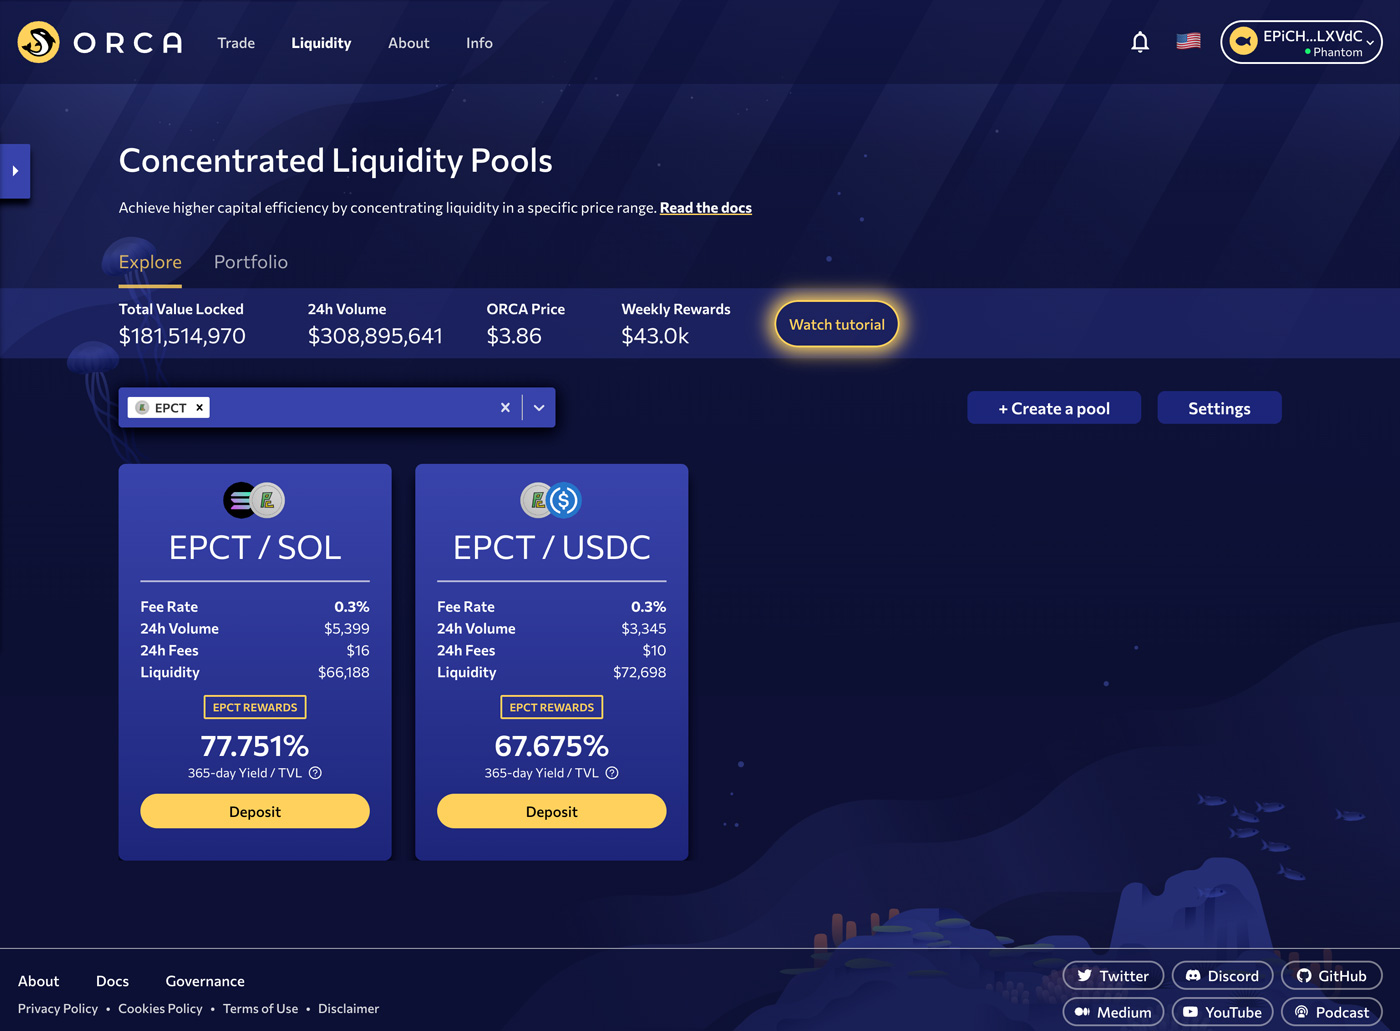 ORCA Trade Liquidity About Info EPiCH...LXVdC
Phantom
Concentrated Liquidity Pools
Achieve higher capital efficiency by concentrating liquidity in a specific price range. Read the docs
Explore Portfolio
Total Value Locked 24h Volume ORCA Price Weekly Rewards
$181,514,970 $308,895,641 $3.86 $43.0k
Watch tutorial
EPCT × × + Create a pool Settings
EPCT / SOL
Fee Rate 0.3%
24h Volume $5,399
24h Fees $16
Liquidity $66,188
EPCT REWARDS
77.751%
365-day Yield / TVL ?
Deposit
EPCT / USDC
Fee Rate 0.3%
24h Volume $3,345
24h Fees $10
Liquidity $72,698
EPCT REWARDS
67.675%
365-day Yield / TVL ?
Deposit
About Docs Governance
Privacy Policy • Cookies Policy • Terms of Use • Disclaimer
Twitter Discord GitHub
Medium YouTube Podcast